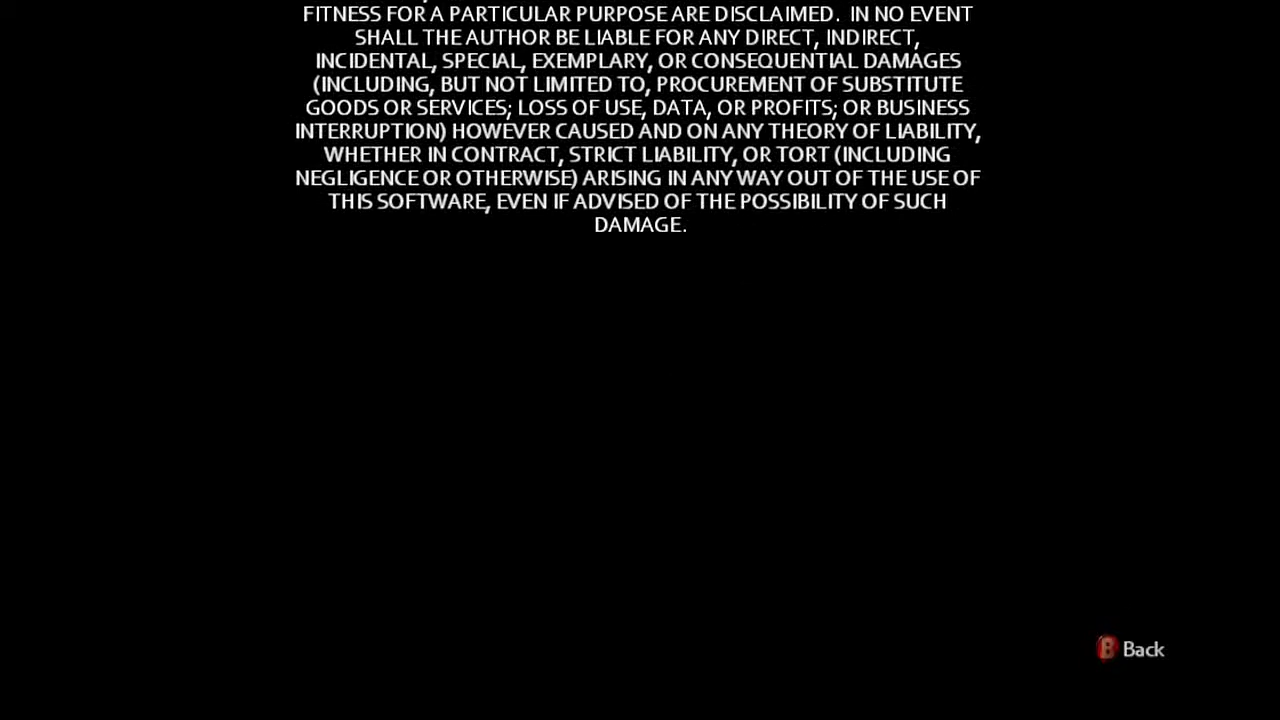 FITNESS FOR A PARTICULAR PURPOSE ARE DISCLAIMED.  IN NO EVENT
SHALL THE AUTHOR BE LIABLE FOR ANY DIRECT, INDIRECT,
INCIDENTAL, SPECIAL, EXEMPLARY, OR CONSEQUENTIAL DAMAGES
(INCLUDING, BUT NOT LIMITED TO, PROCUREMENT OF SUBSTITUTE
GOODS OR SERVICES; LOSS OF USE, DATA, OR PROFITS; OR BUSINESS
INTERRUPTION) HOWEVER CAUSED AND ON ANY THEORY OF LIABILITY,
WHETHER IN CONTRACT, STRICT LIABILITY, OR TORT (INCLUDING
NEGLIGENCE OR OTHERWISE) ARISING IN ANY WAY OUT OF THE USE OF
THIS SOFTWARE, EVEN IF ADVISED OF THE POSSIBILITY OF SUCH
DAMAGE.
B Back